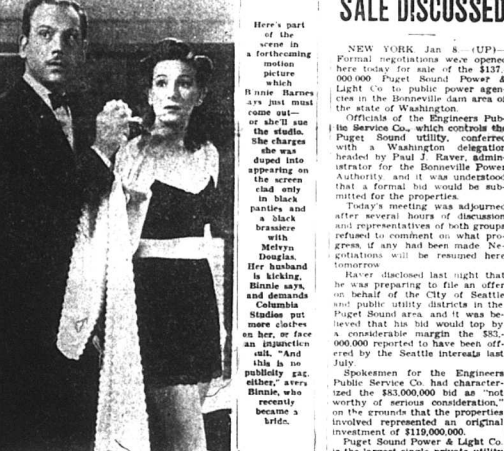 Here's part
of the
scene in
a forthcoming
motion
picture
which
Binnie Barnes
says just must
come out—
or she'll sue
the studio.
She charges
she was
duped into
appearing on
the screen
clad only
in black
panties and
a black
brassiere
with
Melvyn
Douglas.
Her husband
is kicking,
Binnie says,
and demands
Columbia
Studios put
more clothes
on her, or face
an injunction
suit. "And
this is no
publicity gag,
either," avers
Binnie, who
recently
became a
bride.
SALE DISCUSSED
NEW YORK Jan 8—(UP)—
Formal negotiations were opened
here today for sale of the $137,
000 000 Puget Sound Power &
Light Co to public power agen-
cies in the Bonneville dam area of
the state of Washington.
Officials of the Engineers Pub-
lic Service Co., which controls the
Puget Sound utility, conferred
with a Washington delegation
headed by Paul J. Raver, admin-
istrator for the Bonneville Power
Authority, and it was understood
that a formal bid would be sub-
mitted for the properties.
Today's meeting was adjourned
after several hours of discussion
and representatives of both groups
refused to comment on what pro-
gress, if any had been made Ne-
gotiations will be resumed here
tomorrow
Raver disclosed last night that
he was preparing to file an offer
on behalf of the City of Seattle
and public utility districts in the
Puget Sound area and it was be-
lieved that his bid would top by
a considerable margin the $83,-
000,000 reported to have been off-
ered by the Seattle interests last
July.
Spokesmen for the Engineers
Public Service Co. had character-
ized the $83,000,000 bid as "not
worthy of serious consideration,"
on the grounds that the properties
involved represented an original
investment of $119,000,000.
Puget Sound Power & Light Co.
is the largest single private utility